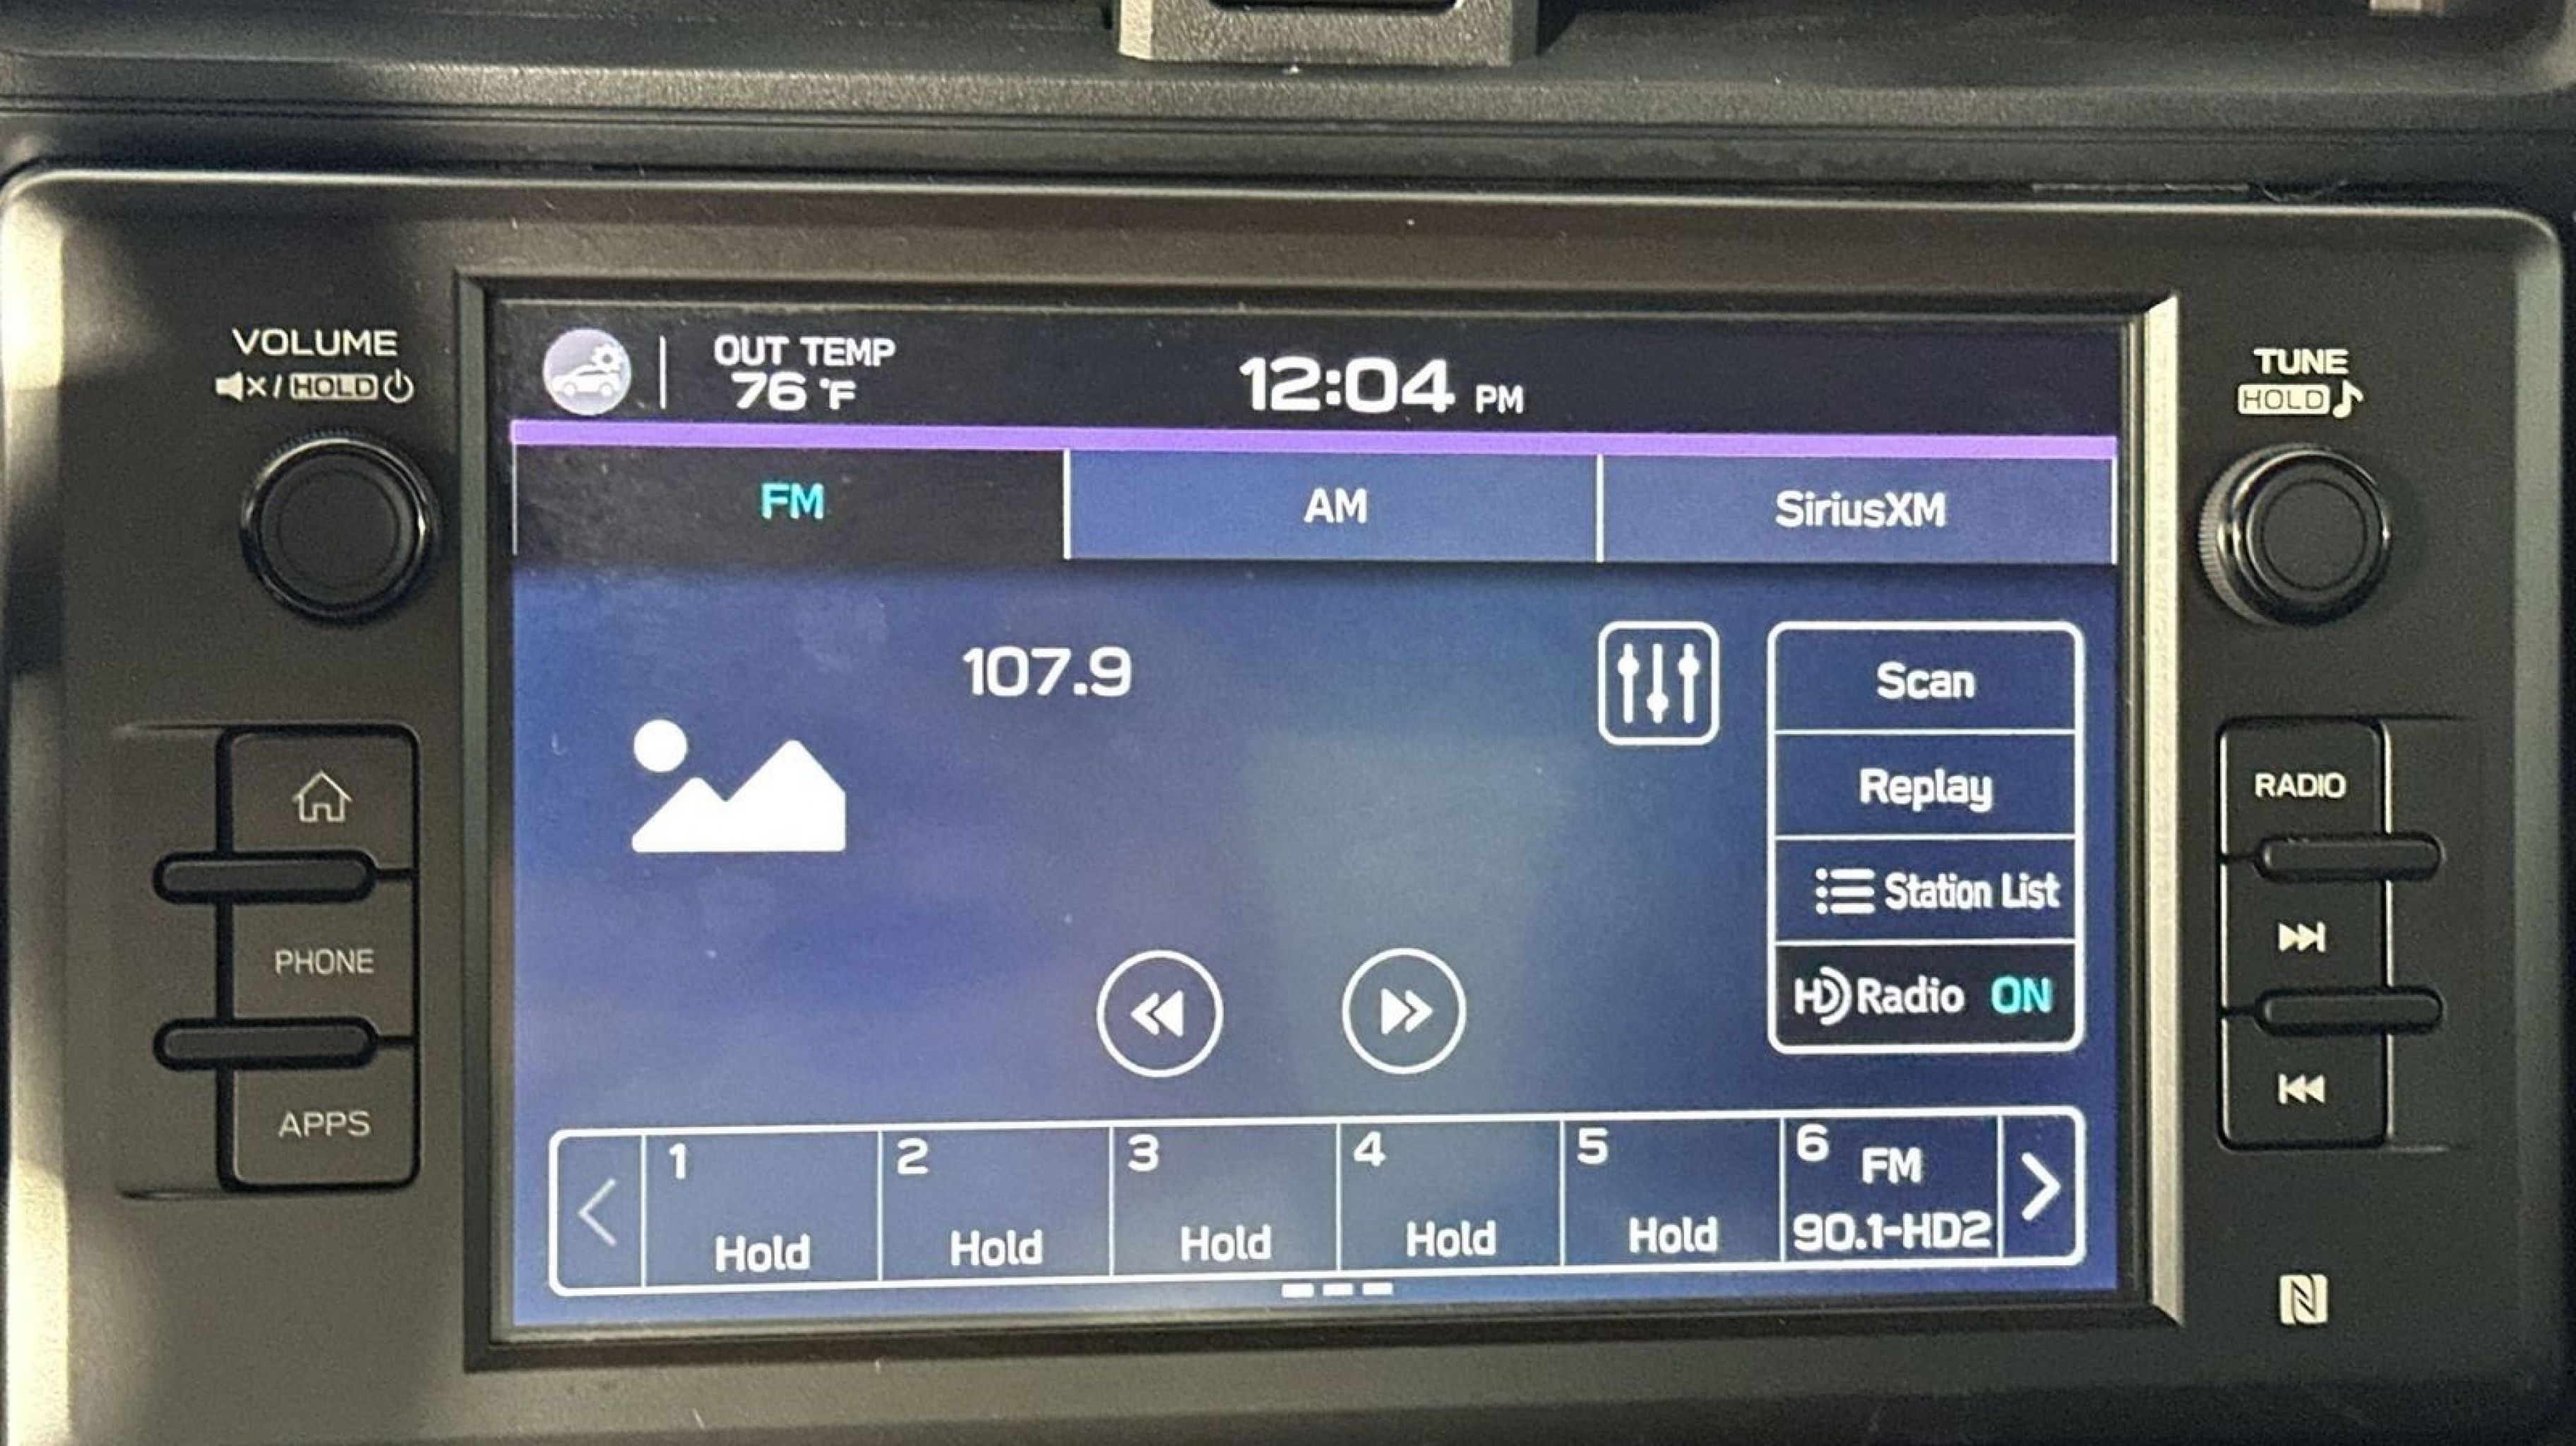 VOLUME
HOLD
TUNE
HOLD
OUT TEMP
76 °F
12:04 PM
FM
AM
SiriusXM
107.9
Scan
Replay
Station List
HD Radio ON
PHONE
APPS
RADIO
1
Hold
2
Hold
3
Hold
4
Hold
5
Hold
6
FM
90.1-HD2